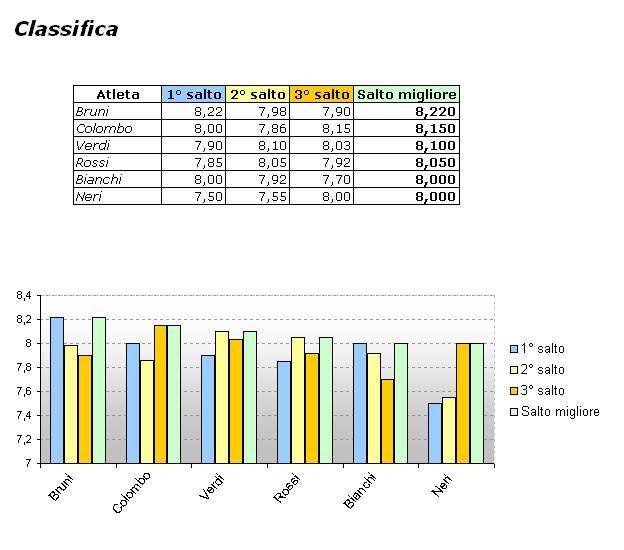 Classifica
Atleta 1° salto 2° salto 3° salto Salto migliore
Bruni 8,22 7,98 7,90 8,220
Colombo 8,00 7,86 8,15 8,150
Verdi 7,90 8,10 8,03 8,100
Rossi 7,85 8,05 7,92 8,050
Bianchi 8,00 7,92 7,70 8,000
Neri 7,50 7,55 8,00 8,000
8,4
8,2
8
7,8
7,6
7,4
7,2
7
Bruni Colombo Verdi Rossi Bianchi Neri
1° salto
2° salto
3° salto
Salto migliore